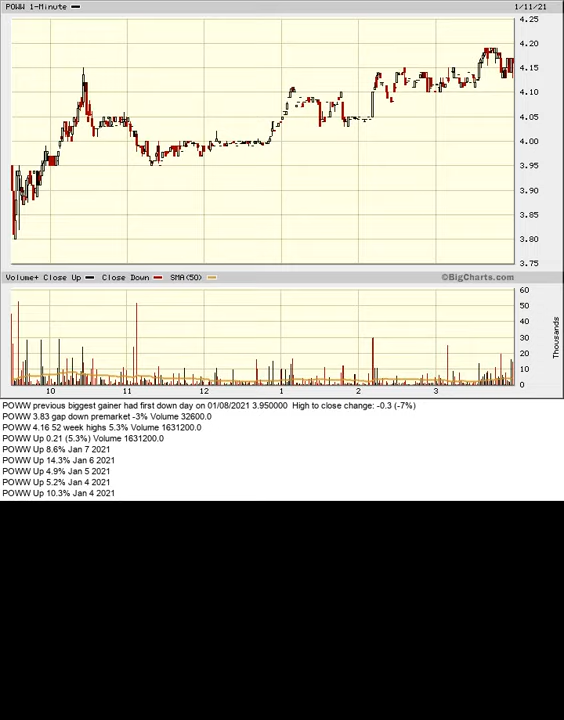 POWW 1-Minute 1/11/21
4.25
4.20
4.15
4.10
4.05
4.00
3.95
3.90
3.85
3.80
3.75
Volume+ Close Up Close Down SMA(50) ©BigCharts.com
60
50
40
30
20
10
0
Thousands
10 11 12 1 2 3
POWW previous biggest gainer had first down day on 01/08/2021 3.950000 High to close change: -0.3 (-7%)
POWW 3.83 gap down premarket -3% Volume 32600.0
POWW 4.16 52 week highs 5.3% Volume 1631200.0
POWW Up 0.21 (5.3%) Volume 1631200.0
POWW Up 8.6% Jan 7 2021
POWW Up 14.3% Jan 6 2021
POWW Up 4.9% Jan 5 2021
POWW Up 5.2% Jan 4 2021
POWW Up 10.3% Jan 4 2021